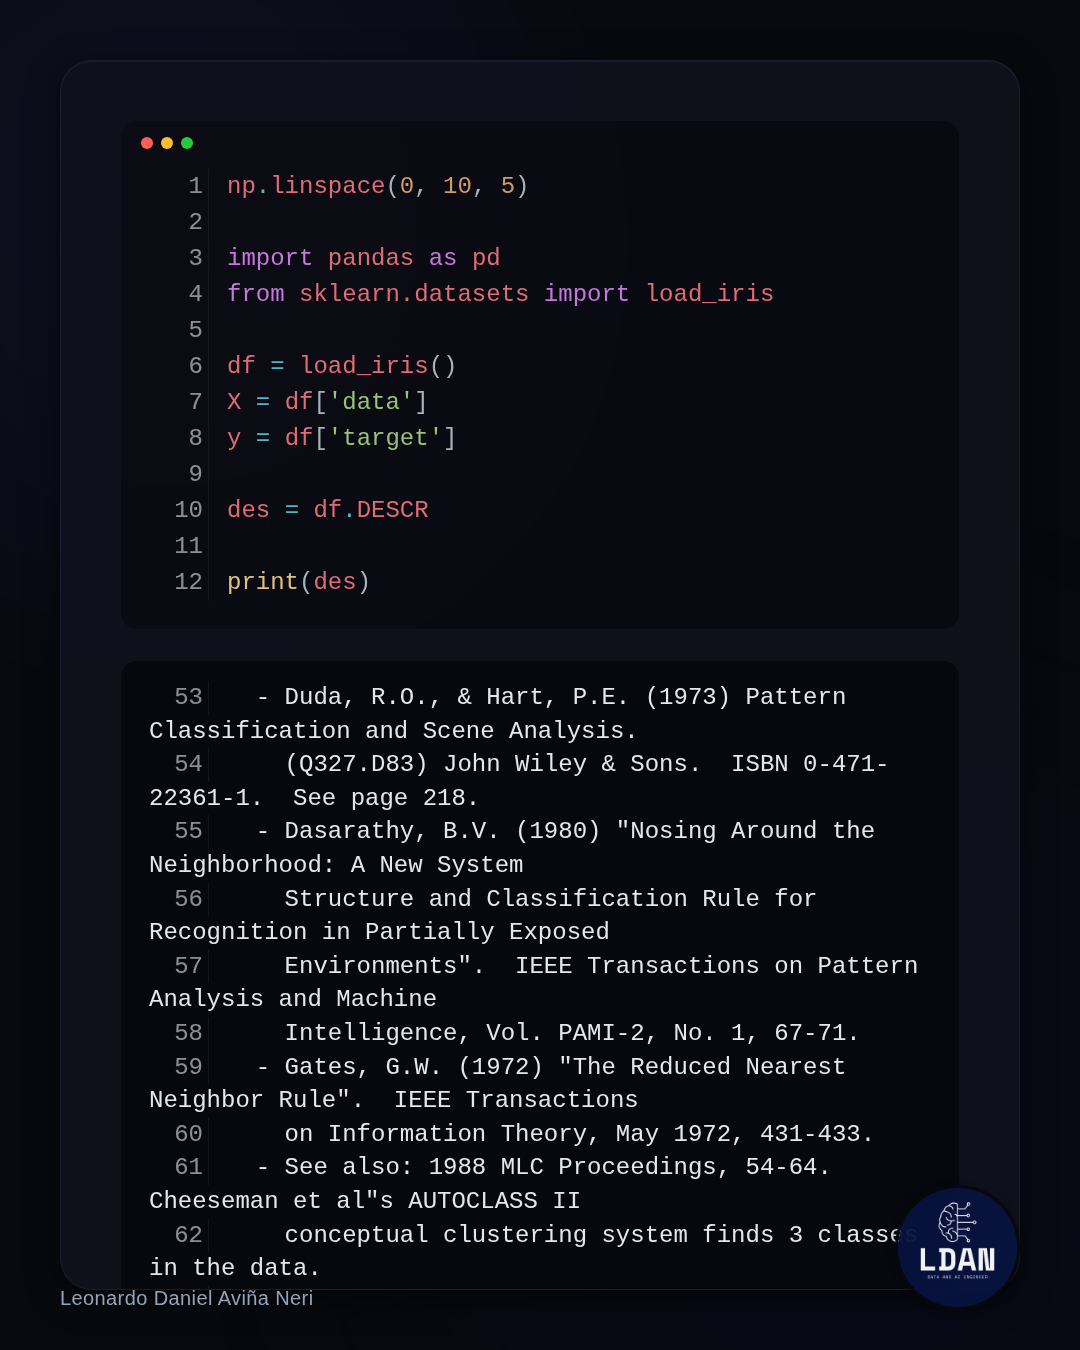 1 np.linspace(0, 10, 5)
2
3 import pandas as pd
4 from sklearn.datasets import load_iris
5
6 df = load_iris()
7 X = df['data']
8 y = df['target']
9
10 des = df.DESCR
11
12 print(des)
53 - Duda, R.O., & Hart, P.E. (1973) Pattern
Classification and Scene Analysis.
54 (Q327.D83) John Wiley & Sons.  ISBN 0-471-
22361-1.  See page 218.
55 - Dasarathy, B.V. (1980) "Nosing Around the
Neighborhood: A New System
56 Structure and Classification Rule for
Recognition in Partially Exposed
57 Environments".  IEEE Transactions on Pattern
Analysis and Machine
58 Intelligence, Vol. PAMI-2, No. 1, 67-71.
59 - Gates, G.W. (1972) "The Reduced Nearest
Neighbor Rule".  IEEE Transactions
60 on Information Theory, May 1972, 431-433.
61 - See also: 1988 MLC Proceedings, 54-64.
Cheeseman et al"s AUTOCLASS II
62 conceptual clustering system finds 3 classes
in the data.
LDAN
DATA AND AI ENGINEER
Leonardo Daniel Aviña Neri